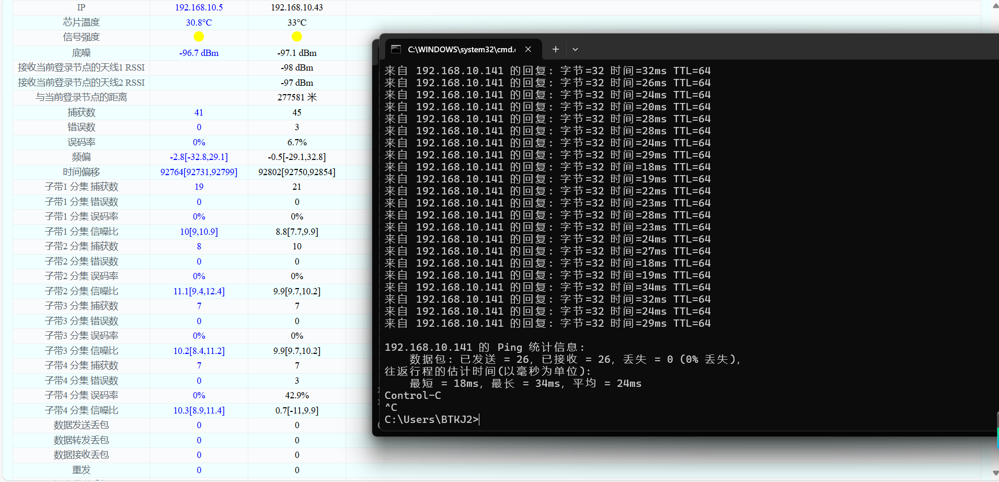 IP 192.168.10.5 192.168.10.43
芯片温度 30.8°C 33°C
信号强度
底噪 -96.7 dBm -97.1 dBm
接收当前登录节点的天线1 RSSI -98 dBm
接收当前登录节点的天线2 RSSI -97 dBm
与当前登录节点的距离 277581 米
捕获数 41 45
错误数 0 3
误码率 0% 6.7%
频偏 -2.8[-32.8,29.1] -0.5[-29.1,32.8]
时间偏移 92764[92731,92799] 92802[92750,92854]
子带1 分集 捕获数 19 21
子带1 分集 错误数 0 0
子带1 分集 误码率 0% 0%
子带1 分集 信噪比 10[9,10.9] 8.8[7.7,9.9]
子带2 分集 捕获数 8 10
子带2 分集 错误数 0 0
子带2 分集 误码率 0% 0%
子带2 分集 信噪比 11.1[9.4,12.4] 9.9[9.7,10.2]
子带3 分集 捕获数 7 7
子带3 分集 错误数 0 0
子带3 分集 误码率 0% 0%
子带3 分集 信噪比 10.2[8.4,11.2] 9.9[9.7,10.2]
子带4 分集 捕获数 7 7
子带4 分集 错误数 0 3
子带4 分集 误码率 0% 42.9%
子带4 分集 信噪比 10.3[8.9,11.4] 0.7[-11,9.9]
数据发送丢包 0 0
数据转发丢包 0 0
数据接收丢包 0 0
重发 0 0
C:\WINDOWS\system32\cmd.
来自 192.168.10.141 的回复: 字节=32 时间=32ms TTL=64
来自 192.168.10.141 的回复: 字节=32 时间=26ms TTL=64
来自 192.168.10.141 的回复: 字节=32 时间=24ms TTL=64
来自 192.168.10.141 的回复: 字节=32 时间=20ms TTL=64
来自 192.168.10.141 的回复: 字节=32 时间=28ms TTL=64
来自 192.168.10.141 的回复: 字节=32 时间=28ms TTL=64
来自 192.168.10.141 的回复: 字节=32 时间=24ms TTL=64
来自 192.168.10.141 的回复: 字节=32 时间=29ms TTL=64
来自 192.168.10.141 的回复: 字节=32 时间=18ms TTL=64
来自 192.168.10.141 的回复: 字节=32 时间=19ms TTL=64
来自 192.168.10.141 的回复: 字节=32 时间=22ms TTL=64
来自 192.168.10.141 的回复: 字节=32 时间=23ms TTL=64
来自 192.168.10.141 的回复: 字节=32 时间=28ms TTL=64
来自 192.168.10.141 的回复: 字节=32 时间=23ms TTL=64
来自 192.168.10.141 的回复: 字节=32 时间=24ms TTL=64
来自 192.168.10.141 的回复: 字节=32 时间=27ms TTL=64
来自 192.168.10.141 的回复: 字节=32 时间=18ms TTL=64
来自 192.168.10.141 的回复: 字节=32 时间=19ms TTL=64
来自 192.168.10.141 的回复: 字节=32 时间=34ms TTL=64
来自 192.168.10.141 的回复: 字节=32 时间=32ms TTL=64
来自 192.168.10.141 的回复: 字节=32 时间=24ms TTL=64
来自 192.168.10.141 的回复: 字节=32 时间=29ms TTL=64
192.168.10.141 的 Ping 统计信息:
数据包: 已发送 = 26, 已接收 = 26, 丢失 = 0 (0% 丢失),
往返行程的估计时间(以毫秒为单位):
最短 = 18ms, 最长 = 34ms, 平均 = 24ms
Control-C
^C
C:\Users\BTKJ2>